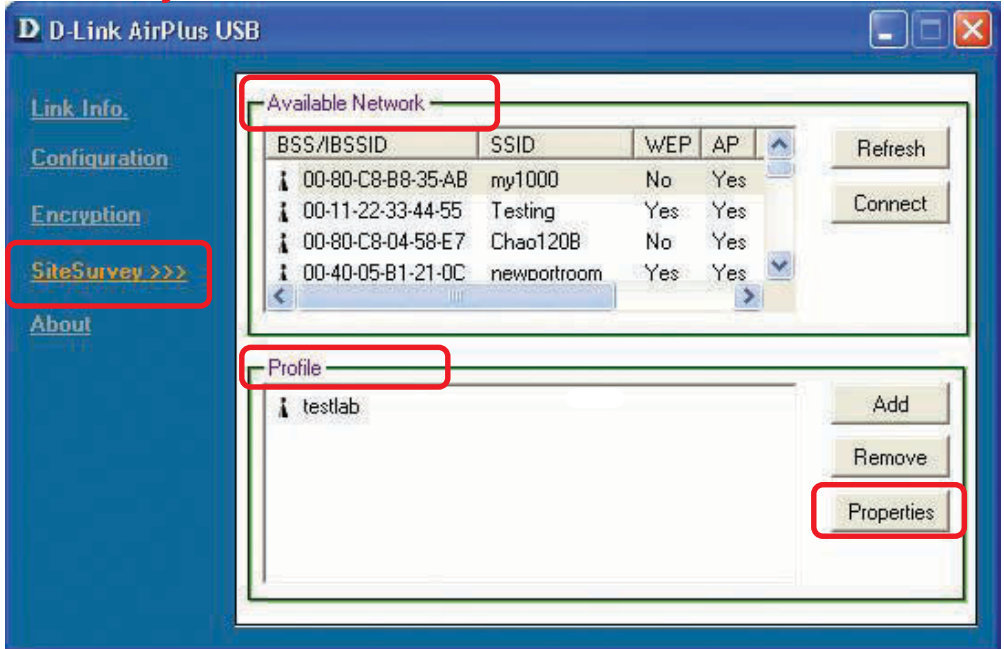 D D-Link AirPlus USB
Link Info.
Configuration
Encryption
SiteSurvey >>>
About
Available Network
BSS/IBSSID SSID WEP AP
00-80-C8-B8-35-AB my1000 No Yes
00-11-22-33-44-55 Testing Yes Yes
00-80-C8-04-58-E7 Chao120B No Yes
00-40-05-B1-21-0C newportroom Yes Yes
Refresh
Connect
Profile
testlab
Add
Remove
Properties